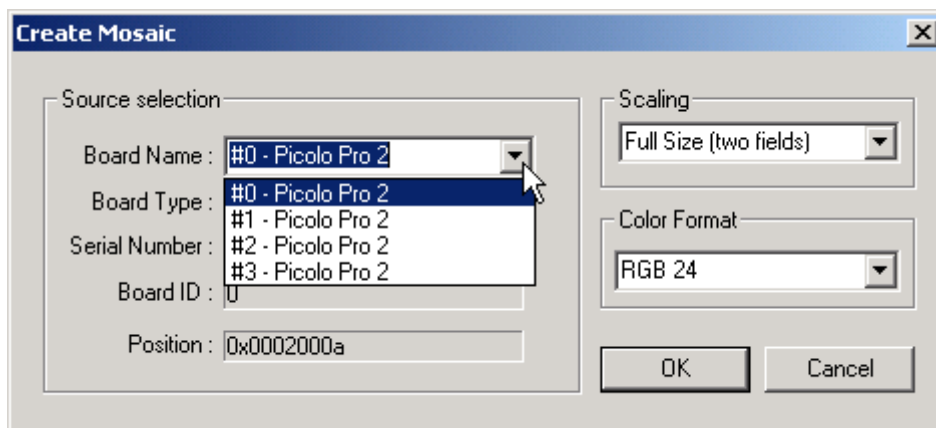 Create Mosaic
Source selection
Board Name : #0 - Picolo Pro 2
#0 - Picolo Pro 2
Board Type :
#1 - Picolo Pro 2
Serial Number : #2 - Picolo Pro 2
#3 - Picolo Pro 2
Board ID : 0
Position : 0x0002000a
Scaling
Full Size (two fields)
Color Format
RGB 24
OK
Cancel